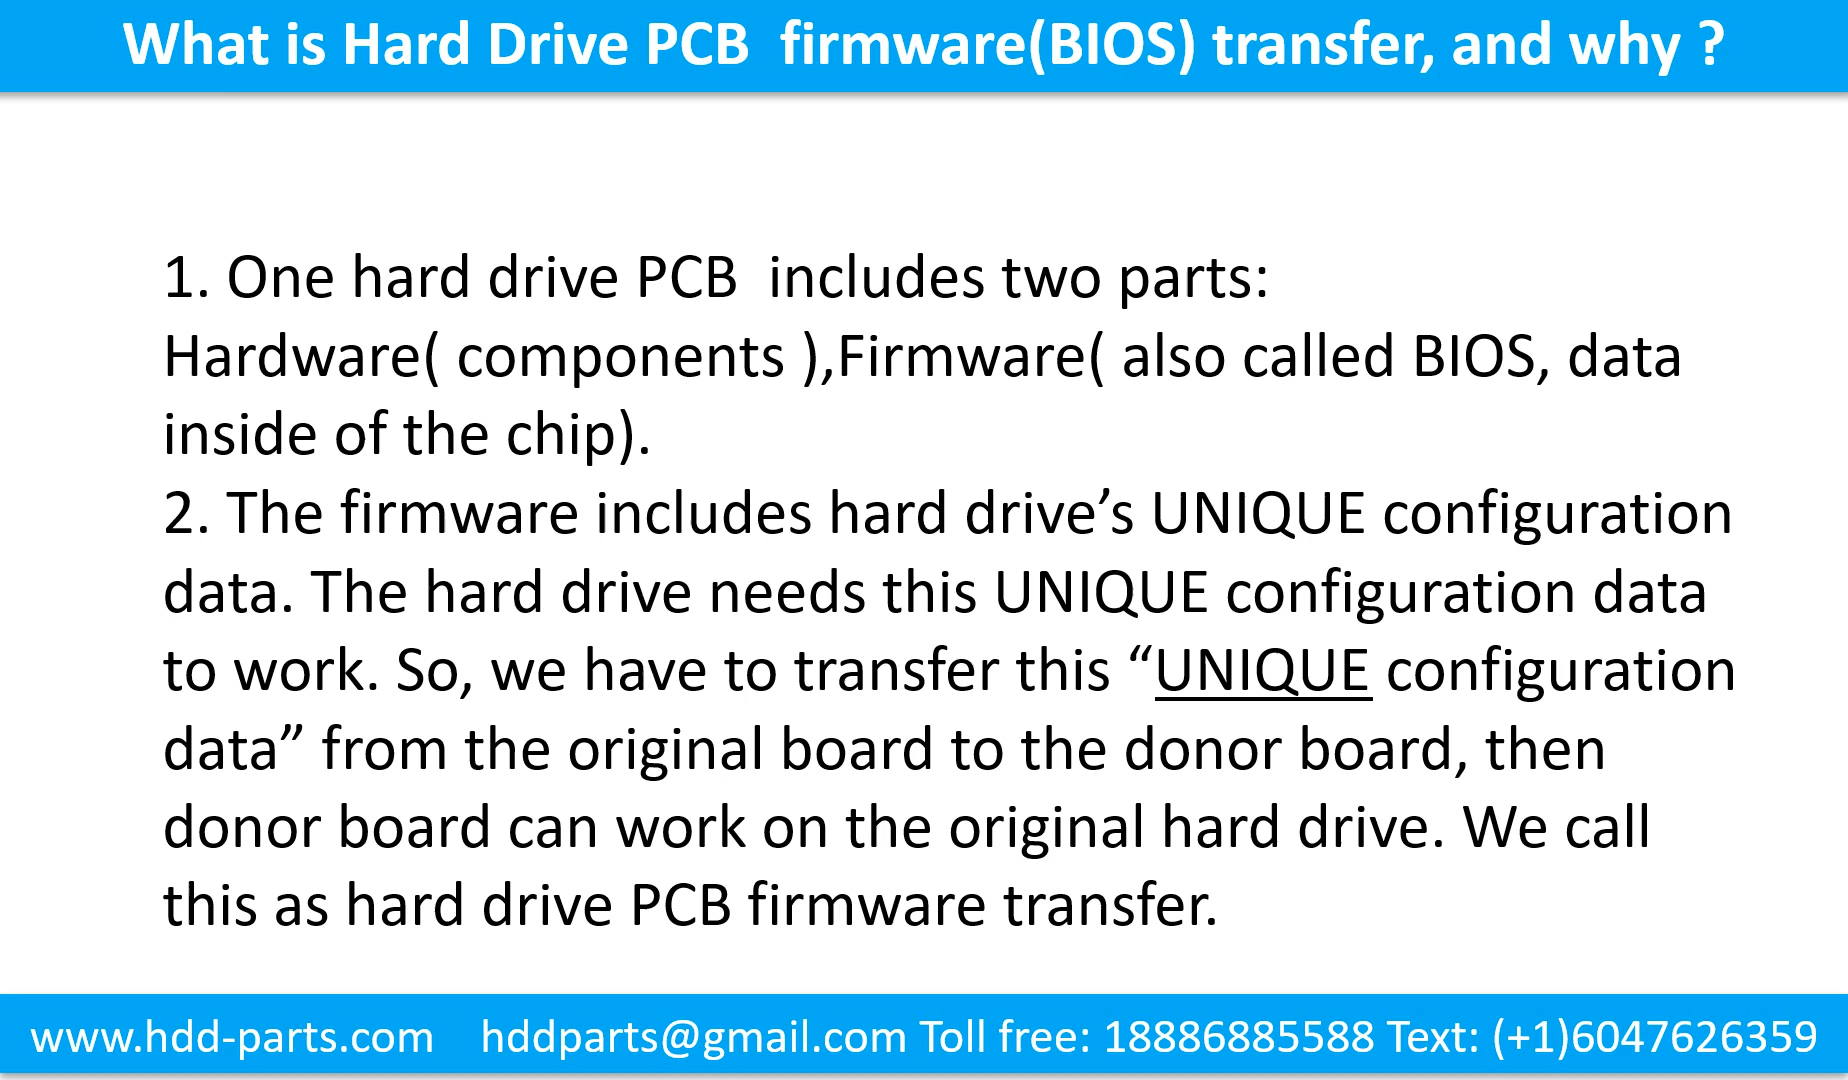 What is Hard Drive PCB  firmware(BIOS) transfer, and why ?
1. One hard drive PCB  includes two parts:
Hardware( components ),Firmware( also called BIOS, data
inside of the chip).
2. The firmware includes hard drive’s UNIQUE configuration
data. The hard drive needs this UNIQUE configuration data
to work. So, we have to transfer this “UNIQUE configuration
data” from the original board to the donor board, then
donor board can work on the original hard drive. We call
this as hard drive PCB firmware transfer.
www.hdd-parts.com    hddparts@gmail.com Toll free: 18886885588 Text: (+1)6047626359